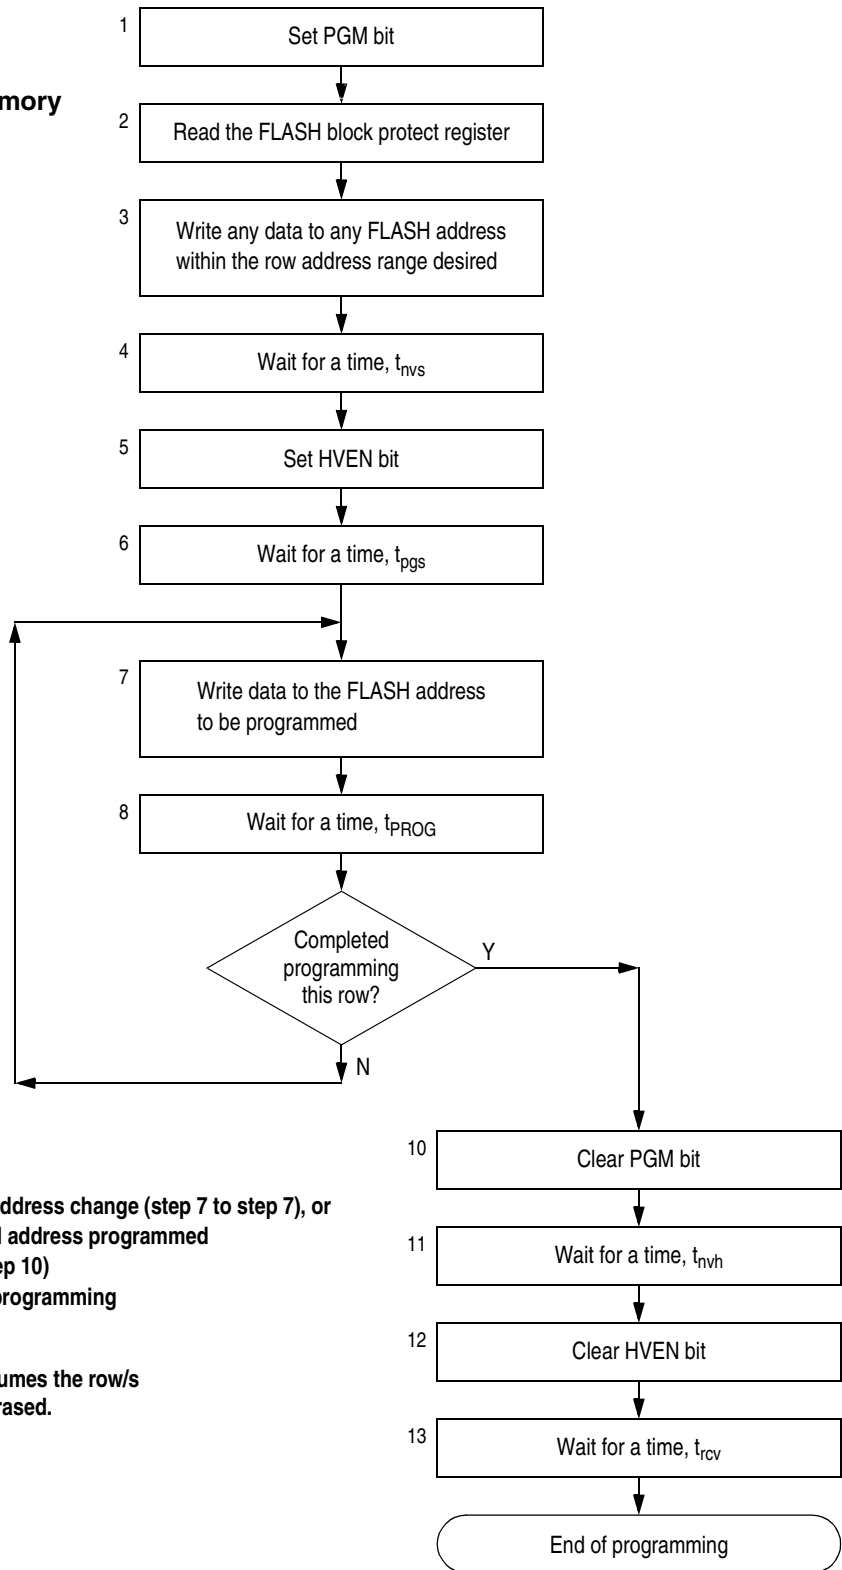 1
Set PGM bit
mory
2
Read the FLASH block protect register
3
Write any data to any FLASH address
within the row address range desired
4
Wait for a time, tnvs
5
Set HVEN bit
6
Wait for a time, tpgs
7
Write data to the FLASH address
to be programmed
8
Wait for a time, tPROG
Completed
programming
this row?
Y
N
10
Clear PGM bit
ddress change (step 7 to step 7), or
address programmed
ep 10)
programming
11
Wait for a time, tnvh
12
Clear HVEN bit
umes the row/s
rased.
13
Wait for a time, trcv
End of programming